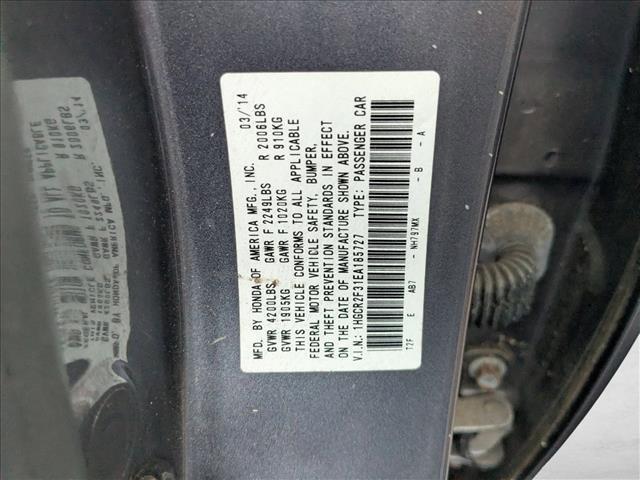 MFD. BY HONDA OF AMERICA MFG., INC. 03/'14
GVWR 4200LBS GAWR F 2249LBS R 2006LBS
GVWR 1905KG GAWR F 1020KG R 910KG
THIS VEHICLE CONFORMS TO ALL APPLICABLE
FEDERAL MOTOR VEHICLE SAFETY, BUMPER,
AND THEFT PREVENTION STANDARDS IN EFFECT
ON THE DATE OF MANUFACTURE SHOWN ABOVE.
V.I.N.: 1HGCR2F31EA185727 TYPE: PASSENGER CAR
T2F E AB7 - NH797MX - B - A